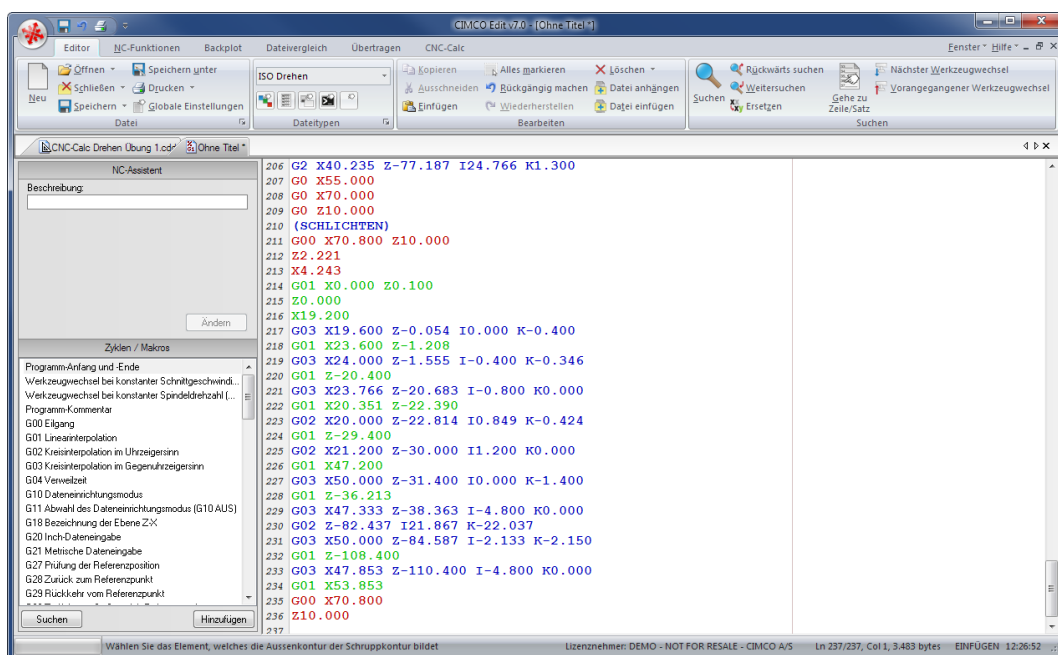 CIMCO Edit v7.0 - [Ohne Titel *]
Editor NC-Funktionen Backplot Dateivergleich Übertragen CNC-Calc Fenster Hilfe
Neu
Öffnen
Schließen
Speichern
Speichern unter
Drucken
Globale Einstellungen
Datei
ISO Drehen
Dateitypen
Kopieren
Ausschneiden
Einfügen
Alles markieren
Rückgängig machen
Wiederherstellen
Löschen
Datei anhängen
Datei einfügen
Bearbeiten
Suchen
Rückwärts suchen
Weitersuchen
Ersetzen
Gehe zu Zeile/Satz
Nächster Werkzeugwechsel
Vorangegangener Werkzeugwechsel
Suchen
CNC-Calc Drehen Übung 1.cdd*
Ohne Titel *
NC-Assistent
Beschreibung:
Ändern
Zyklen / Makros
Programm-Anfang und -Ende
Werkzeugwechsel bei konstanter Schnittgeschwindi...
Werkzeugwechsel bei konstanter Spindeldrehzahl (...
Programm-Kommentar
G00 Eilgang
G01 Linearinterpolation
G02 Kreisinterpolation im Uhrzeigersinn
G03 Kreisinterpolation im Gegenuhrzeigersinn
G04 Verweilzeit
G10 Dateneinrichtungsmodus
G11 Abwahl des Dateneinrichtungsmodus (G10 AUS)
G18 Bezeichnung der Ebene Z-X
G20 Inch-Dateneingabe
G21 Metrische Dateneingabe
G27 Prüfung der Referenzposition
G28 Zurück zum Referenzpunkt
G29 Rückkehr vom Referenzpunkt
Suchen
Hinzufügen
206 G2 X40.235 Z-77.187 I24.766 K1.300
207 G0 X55.000
208 G0 X70.000
209 G0 Z10.000
210 (SCHLICHTEN)
211 G00 X70.800 Z10.000
212 Z2.221
213 X4.243
214 G01 X0.000 Z0.100
215 Z0.000
216 X19.200
217 G03 X19.600 Z-0.054 I0.000 K-0.400
218 G01 X23.600 Z-1.208
219 G03 X24.000 Z-1.555 I-0.400 K-0.346
220 G01 Z-20.400
221 G03 X23.766 Z-20.683 I-0.800 K0.000
222 G01 X20.351 Z-22.390
223 G02 X20.000 Z-22.814 I0.849 K-0.424
224 G01 Z-29.400
225 G02 X21.200 Z-30.000 I1.200 K0.000
226 G01 X47.200
227 G03 X50.000 Z-31.400 I0.000 K-1.400
228 G01 Z-36.213
229 G03 X47.333 Z-38.363 I-4.800 K0.000
230 G02 Z-82.437 I21.867 K-22.037
231 G03 X50.000 Z-84.587 I-2.133 K-2.150
232 G01 Z-108.400
233 G03 X47.853 Z-110.400 I-4.800 K0.000
234 G01 X53.853
235 G00 X70.800
236 Z10.000
237
Wählen Sie das Element, welches die Aussenkontur der Schruppkontur bildet
Lizenznehmer: DEMO - NOT FOR RESALE - CIMCO A/S
Ln 237/237, Col 1, 3.483 bytes
EINFÜGEN
12:26:52